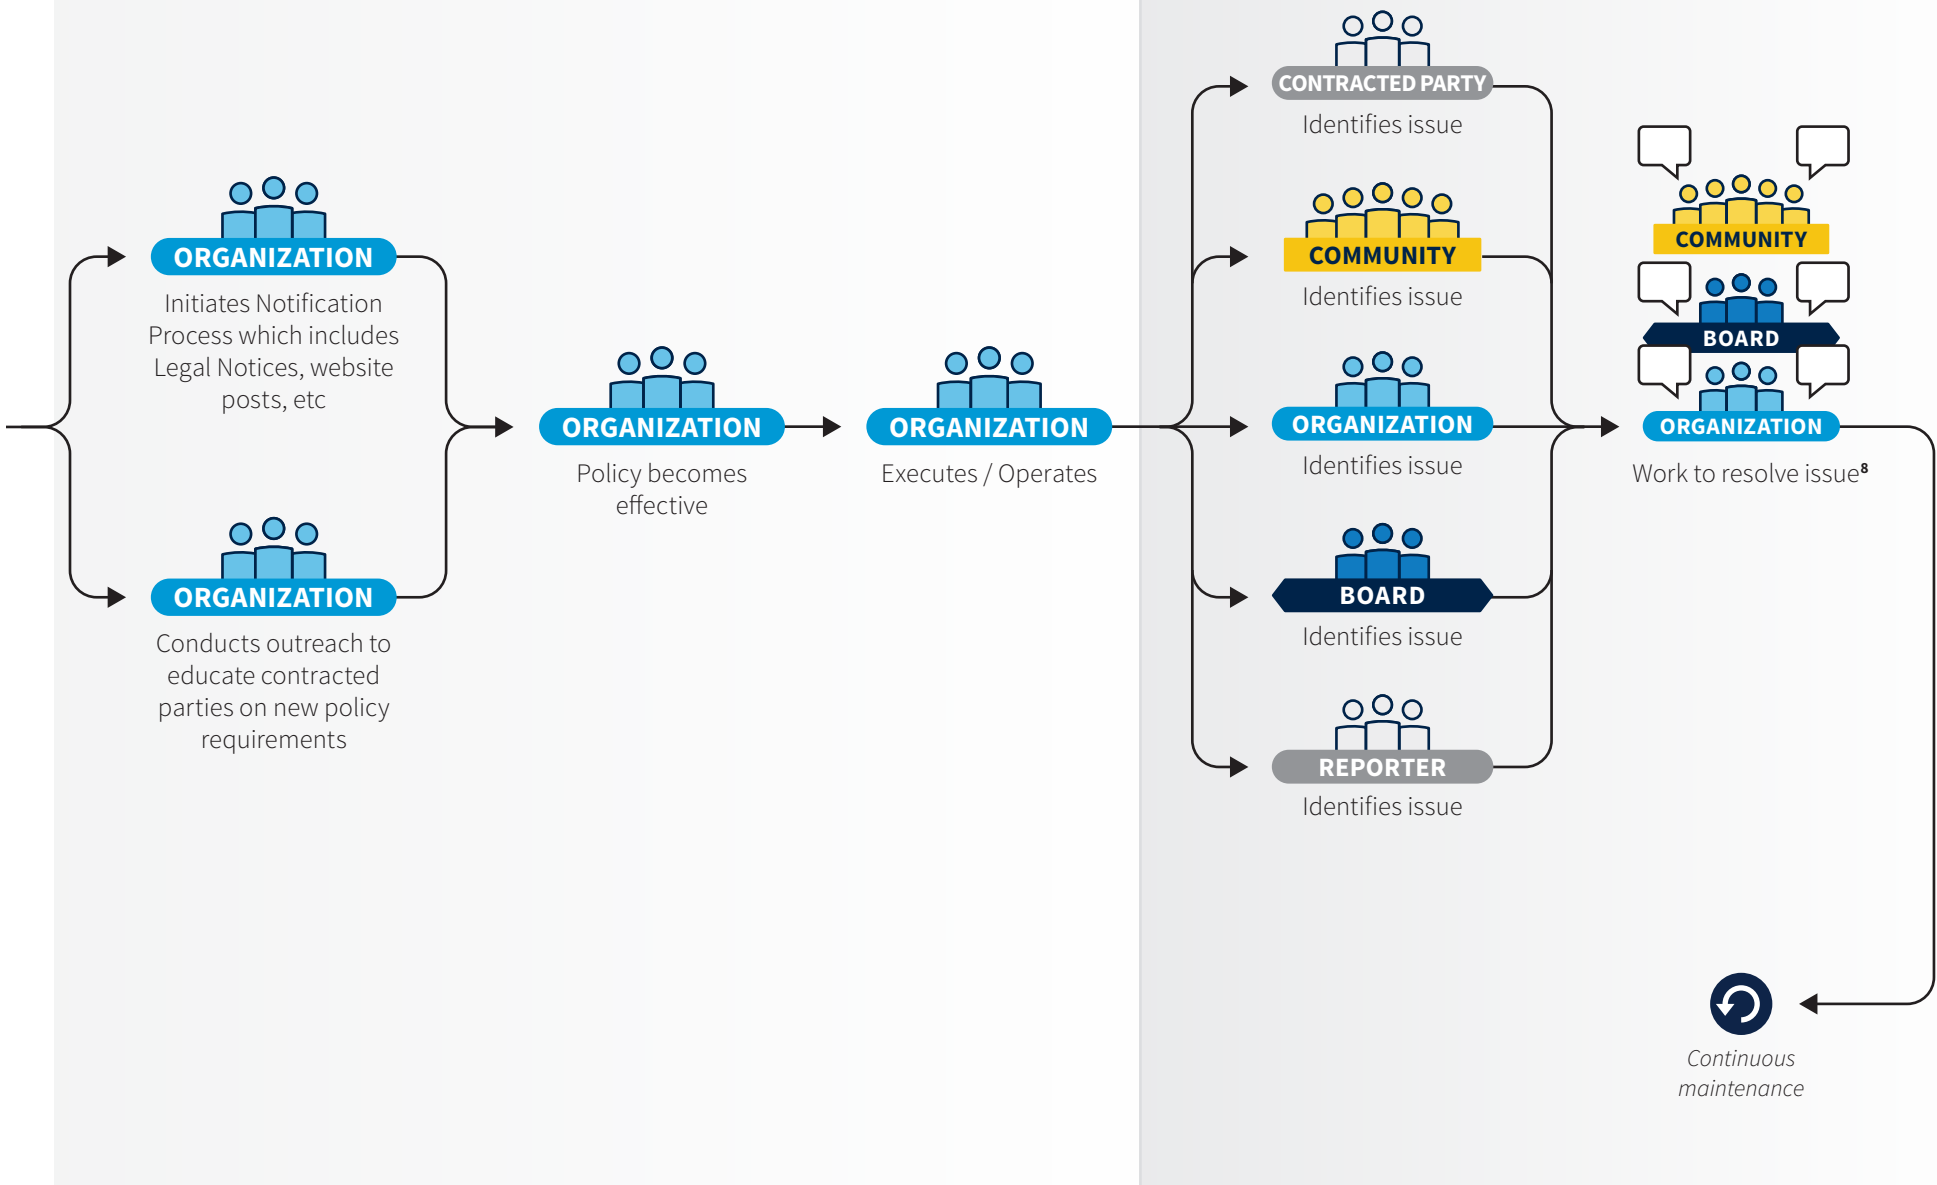 ORGANIZATION
Initiates Notification
Process which includes
Legal Notices, website
posts, etc
ORGANIZATION
Conducts outreach to
educate contracted
parties on new policy
requirements
ORGANIZATION
Policy becomes
effective
ORGANIZATION
Executes / Operates
CONTRACTED PARTY
Identifies issue
COMMUNITY
Identifies issue
ORGANIZATION
Identifies issue
BOARD
Identifies issue
REPORTER
Identifies issue
COMMUNITY
BOARD
ORGANIZATION
Work to resolve issue⁸
Continuous
maintenance